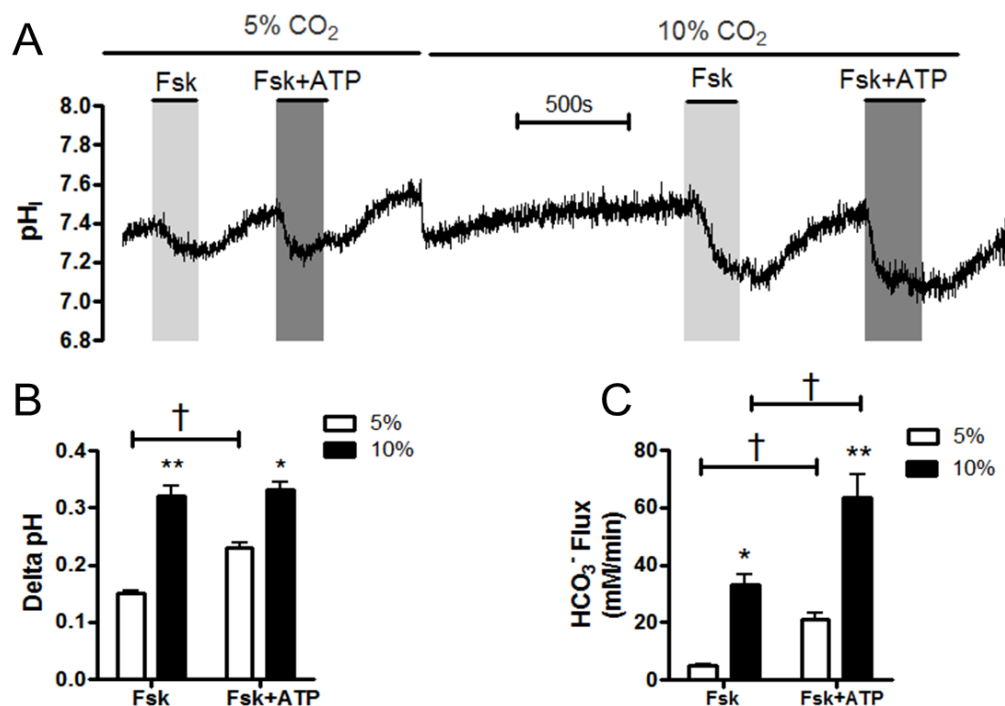 A
5% CO2
10% CO2
Fsk
Fsk+ATP
Fsk
Fsk+ATP
500s
8.0
7.8
7.6
7.4
7.2
7.0
6.8
pHi
B
†
5%
10%
**
*
0.4
0.3
0.2
0.1
0.0
Delta pH
Fsk
Fsk+ATP
C
†
†
5%
10%
*
**
80
60
40
20
0
HCO3- Flux
(mM/min)
Fsk
Fsk+ATP